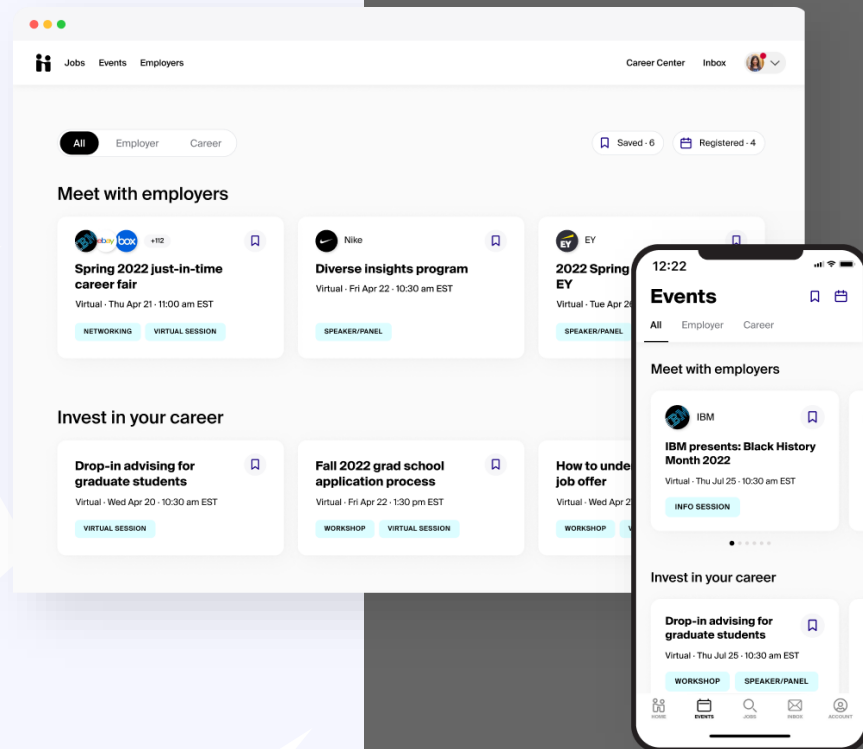 Jobs Events Employers
Career Center Inbox
All Employer Career
Saved · 6 Registered · 4
Meet with employers
IBM ebay box +112
Spring 2022 just-in-time
career fair
Virtual · Thu Apr 21 · 11:00 am EST
NETWORKING VIRTUAL SESSION
Nike
Diverse insights program
Virtual · Fri Apr 22 · 10:30 am EST
SPEAKER/PANEL
EY EY
2022 Spring
EY
Virtual · Tue Apr 2
SPEAKER/PANEL
Invest in your career
Drop-in advising for
graduate students
Virtual · Wed Apr 20 · 10:30 am EST
VIRTUAL SESSION
Fall 2022 grad school
application process
Virtual · Fri Apr 22 · 1:30 pm EST
WORKSHOP VIRTUAL SESSION
How to unde
job offer
Virtual · Wed Apr 2
WORKSHOP
12:22
Events
All Employer Career
Meet with employers
IBM IBM
IBM presents: Black History
Month 2022
Virtual · Thu Jul 25 · 10:30 am EST
INFO SESSION
Invest in your career
Drop-in advising for
graduate students
Virtual · Thu Jul 25 · 10:30 am EST
WORKSHOP SPEAKER/PANEL
HOME EVENTS JOBS INBOX ACCOUNT